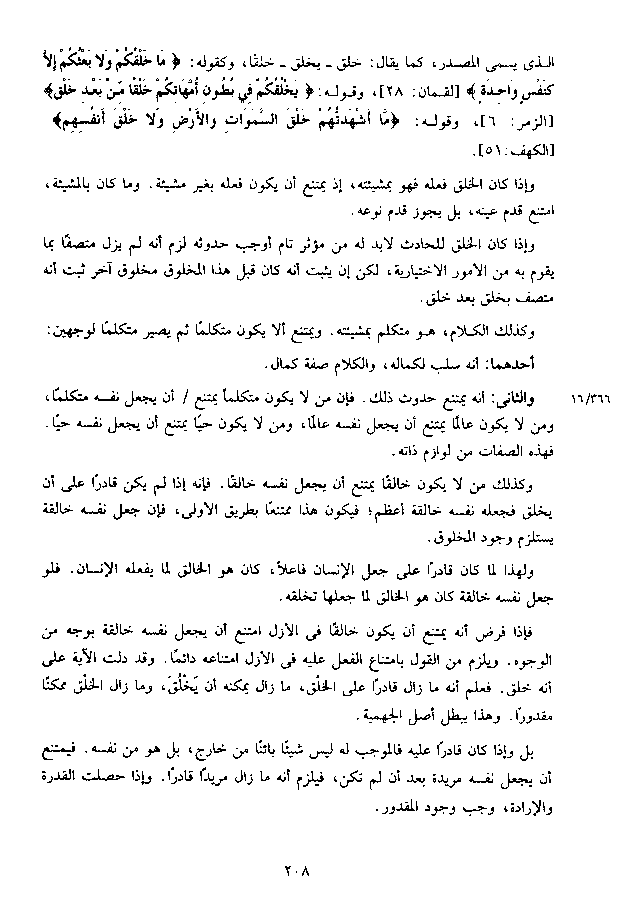 الذى يسمى المصدر، كما يقال: خلق ـ يخلق ـ خلقًا، وكقوله: ﴿ مَا خَلْقُكُمْ وَلا بَعْثُكُمْ إِلاَّ
كَنَفْسٍ وَاحِدَةٍ ﴾ [لقمان: ٢٨]، وقوله: ﴿ يَخْلُقُكُمْ فِي بُطُونِ أُمَّهَاتِكُمْ خَلْقًا مِّنْ بَعْدِ خَلْقٍ﴾
[الزمر: ٦]، وقوله: ﴿مَّا أَشْهَدتُّهُمْ خَلْقَ السَّمَوَاتِ وَالأَرْضِ وَلا خَلْقَ أَنفُسِهِمْ﴾
[الكهف: ٥١].
وإذا كان الخلق فعله فهو بمشيئته، إذ يمتنع أن يكون فعله بغير مشيئة. وما كان بالمشيئة،
امتنع قدم عينه، بل يجوز قدم نوعه.
وإذا كان الخلق للحادث لابد له من مؤثر تام أوجب حدوثه لزم أنه لم يزل متصفًا بما
يقوم به من الأمور الاختيارية، لكن إن يثبت أنه كان قبل هذا المخلوق مخلوق آخر ثبت أنه
متصف بخلق بعد خلق.
وكذلك الكلام، هو متكلم بمشيئته. ويمتنع ألا يكون متكلمًا ثم يصير متكلمًا لوجهين:
أحدهما: أنه سلب لكماله، والكلام صفة كمال.
والثانى: أنه يمتنع حدوث ذلك. فإن من لا يكون متكلماً يمتنع / أن يجعل نفسه متكلمًا، ١٦/٣٦٦
ومن لا يكون عالمًا يمتنع أن يجعل نفسه عالمًا، ومن لا يكون حيًا يمتنع أن يجعل نفسه حيًا.
فهذه الصفات من لوازم ذاته.
وكذلك من لا يكون خالقًا يمتنع أن يجعل نفسه خالقًا. فإنه إذا لم يكن قادرًا على أن
يخلق فجعله نفسه خالقة أعظم؛ فيكون هذا ممتنعًا بطريق الأولى، فإن جعل نفسه خالقة
يستلزم وجود المخلوق.
ولهذا لما كان قادرًا على جعل الإنسان فاعلاً، كان هو الخالق لما يفعله الإنسان. فلو
جعل نفسه خالقة كان هو الخالق لما جعلها تخلقه.
فإذا فرض أنه يمتنع أن يكون خالقًا فى الأزل امتنع أن يجعل نفسه خالقة بوجه من
الوجوه. ويلزم من القول بامتناع الفعل عليه فى الأزل امتناعه دائمًا. وقد دلت الآية على
أنه خلق. فعلم أنه ما زال قادرًا على الخَلْق، ما زال يمكنه أن يَخْلُقَ، وما زال الخلْق ممكنًا
مقدورًا. وهذا يبطل أصل الجهمية.
بل وإذا كان قادرًا عليه فالموجب له ليس شيئًا بائنًا من خارج، بل هو من نفسه. فيمتنع
أن يجعل نفسه مريدة بعد أن لم تكن، فيلزم أنه ما زال مريدًا قادرًا. وإذا حصلت القدرة
والإرادة، وجب وجود المقدور.
٢٠٨